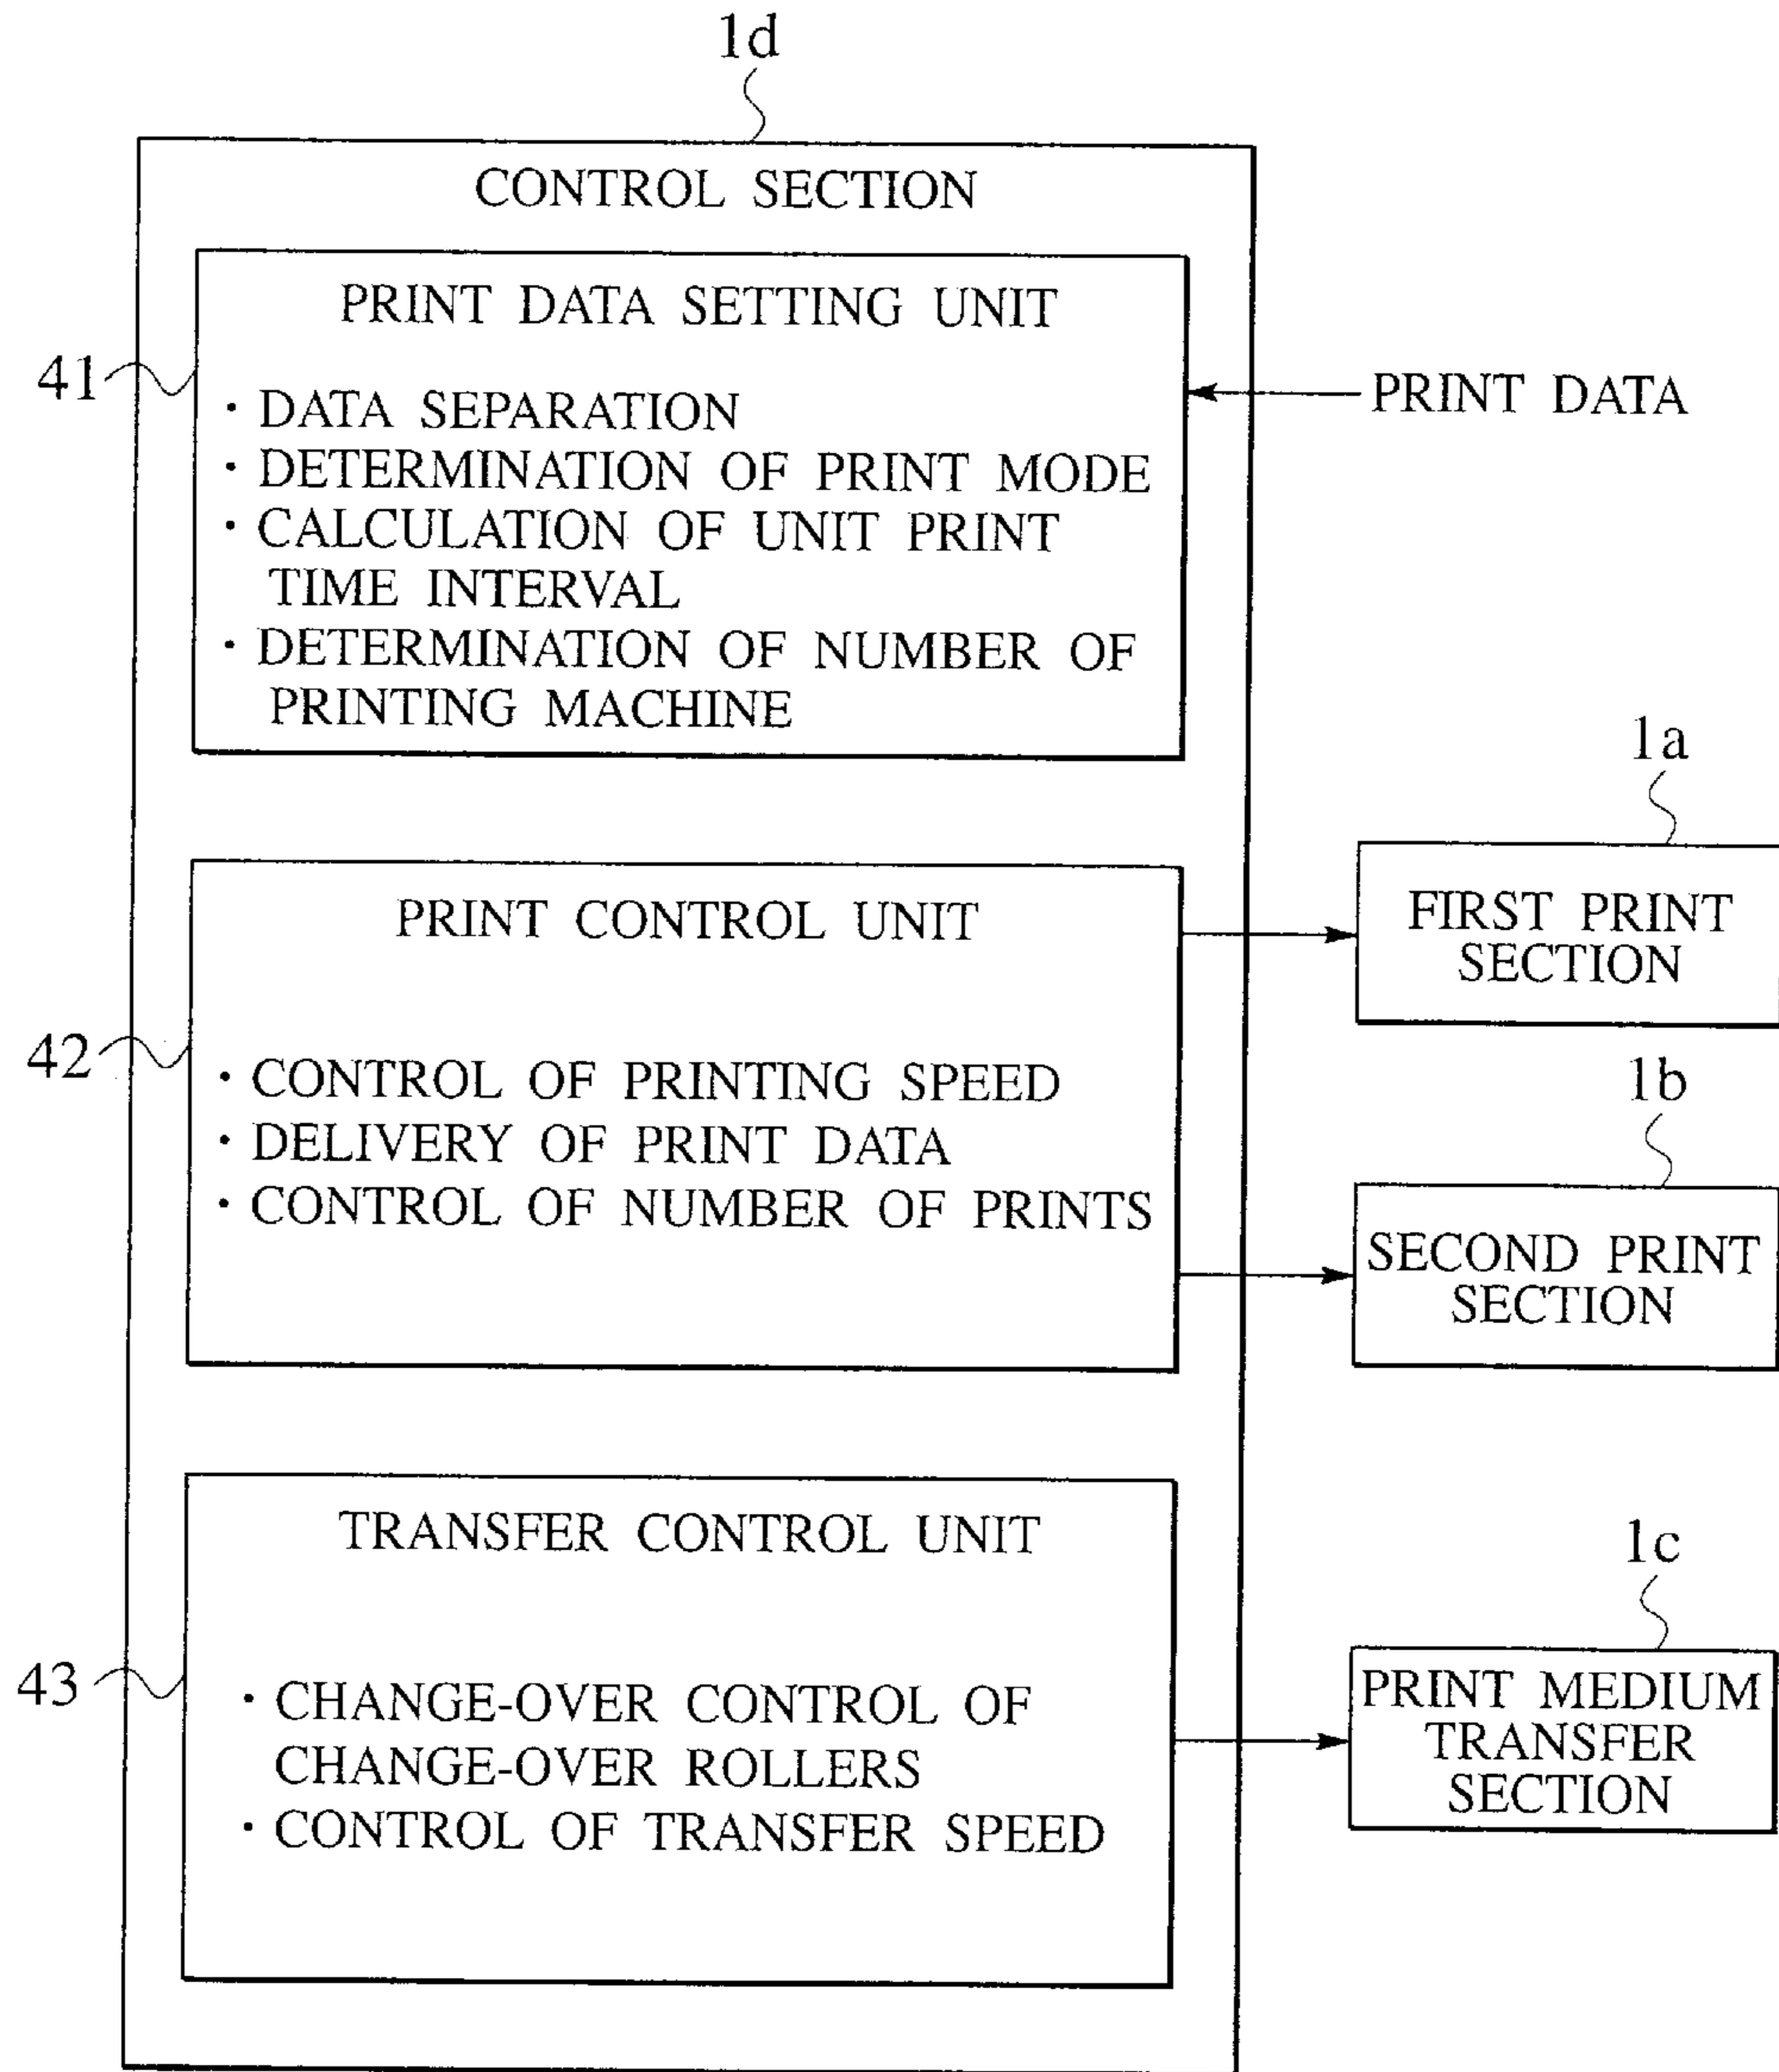 1d
CONTROL SECTION
PRINT DATA SETTING UNIT
41
· DATA SEPARATION
· DETERMINATION OF PRINT MODE
· CALCULATION OF UNIT PRINT
TIME INTERVAL
· DETERMINATION OF NUMBER OF
PRINTING MACHINE
PRINT DATA
PRINT CONTROL UNIT
42
· CONTROL OF PRINTING SPEED
· DELIVERY OF PRINT DATA
· CONTROL OF NUMBER OF PRINTS
1a
FIRST PRINT
SECTION
1b
SECOND PRINT
SECTION
TRANSFER CONTROL UNIT
43
· CHANGE-OVER CONTROL OF
CHANGE-OVER ROLLERS
· CONTROL OF TRANSFER SPEED
1c
PRINT MEDIUM
TRANSFER
SECTION